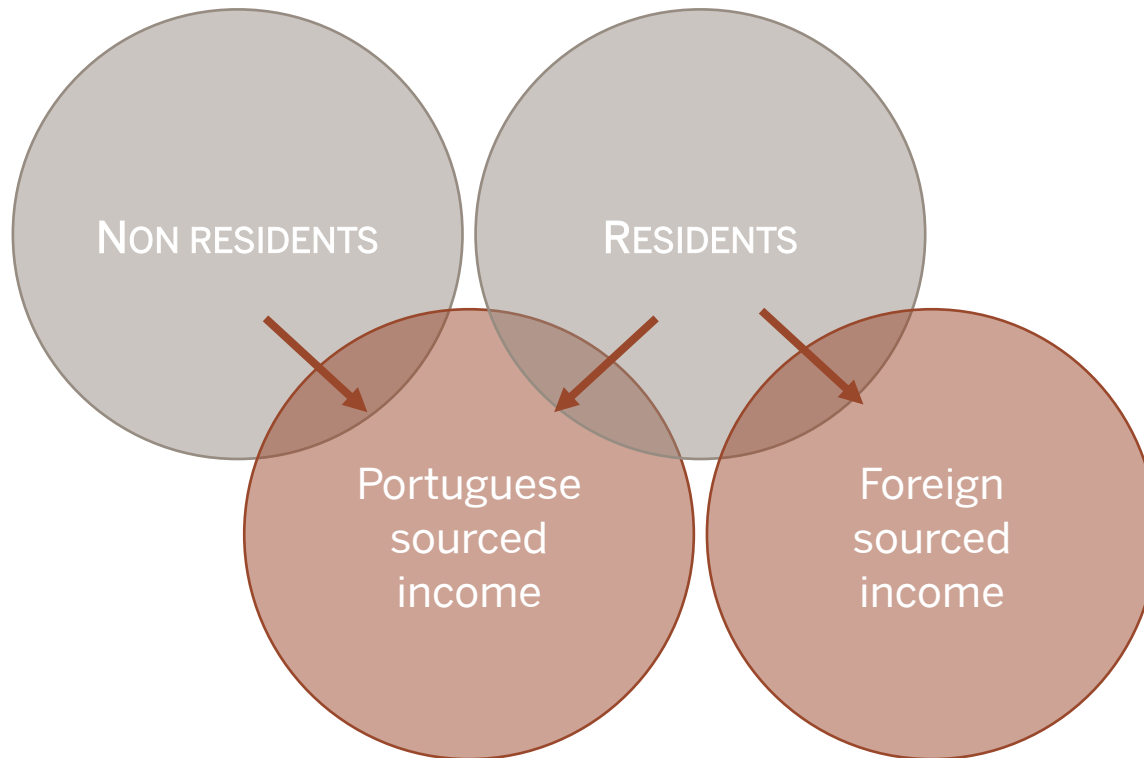 NON RESIDENTS
RESIDENTS
Portuguese
sourced
income
Foreign
sourced
income